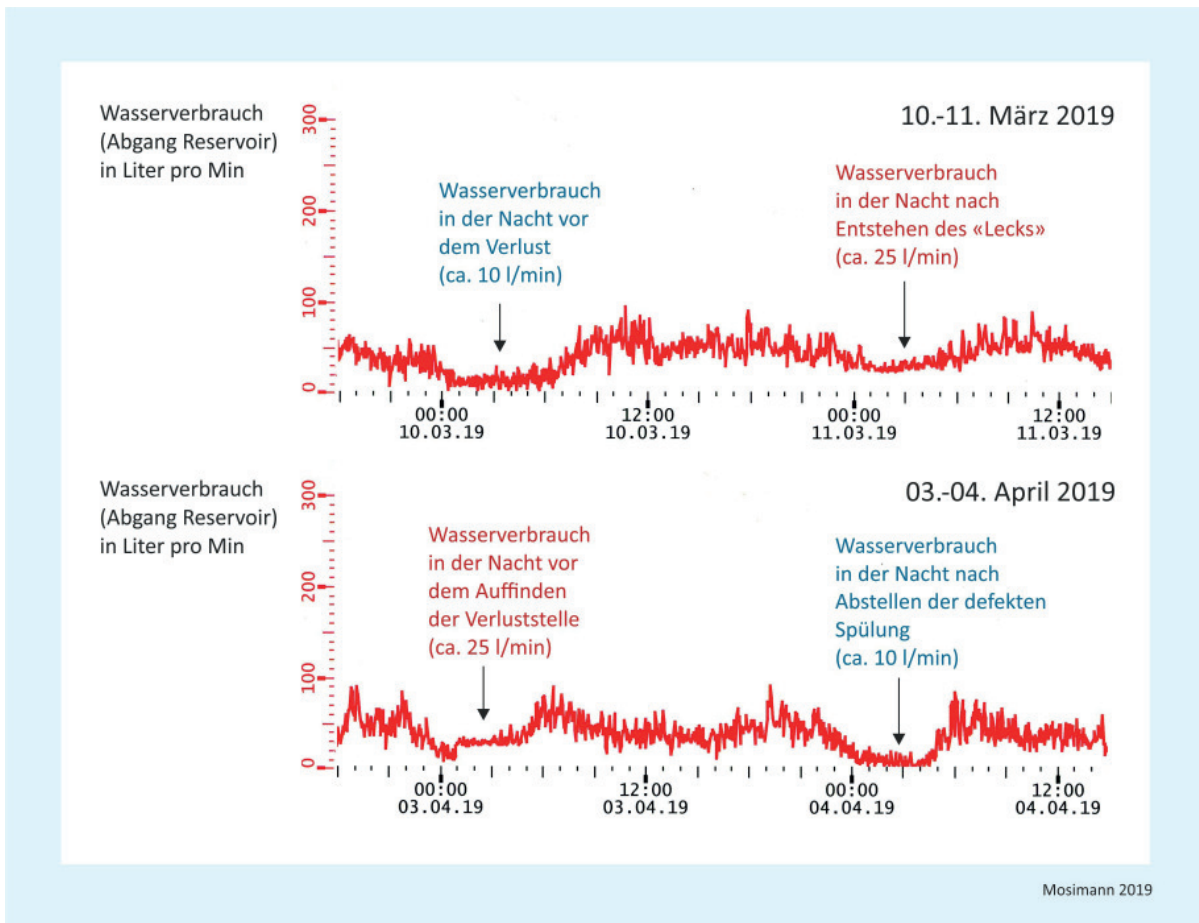 Wasserverbrauch
(Abgang Reservoir)
in Liter pro Min
10.-11. März 2019
300
200
100
0
Wasserverbrauch
in der Nacht vor
dem Verlust
(ca. 10 l/min)
Wasserverbrauch
in der Nacht nach
Entstehen des «Lecks»
(ca. 25 l/min)
00:00
10.03.19
12:00
10.03.19
00:00
11.03.19
12:00
11.03.19
Wasserverbrauch
(Abgang Reservoir)
in Liter pro Min
03.-04. April 2019
300
200
100
0
Wasserverbrauch
in der Nacht vor
dem Auffinden
der Verluststelle
(ca. 25 l/min)
Wasserverbrauch
in der Nacht nach
Abstellen der defekten
Spülung
(ca. 10 l/min)
00:00
03.04.19
12:00
03.04.19
00:00
04.04.19
12:00
04.04.19
Mosimann 2019